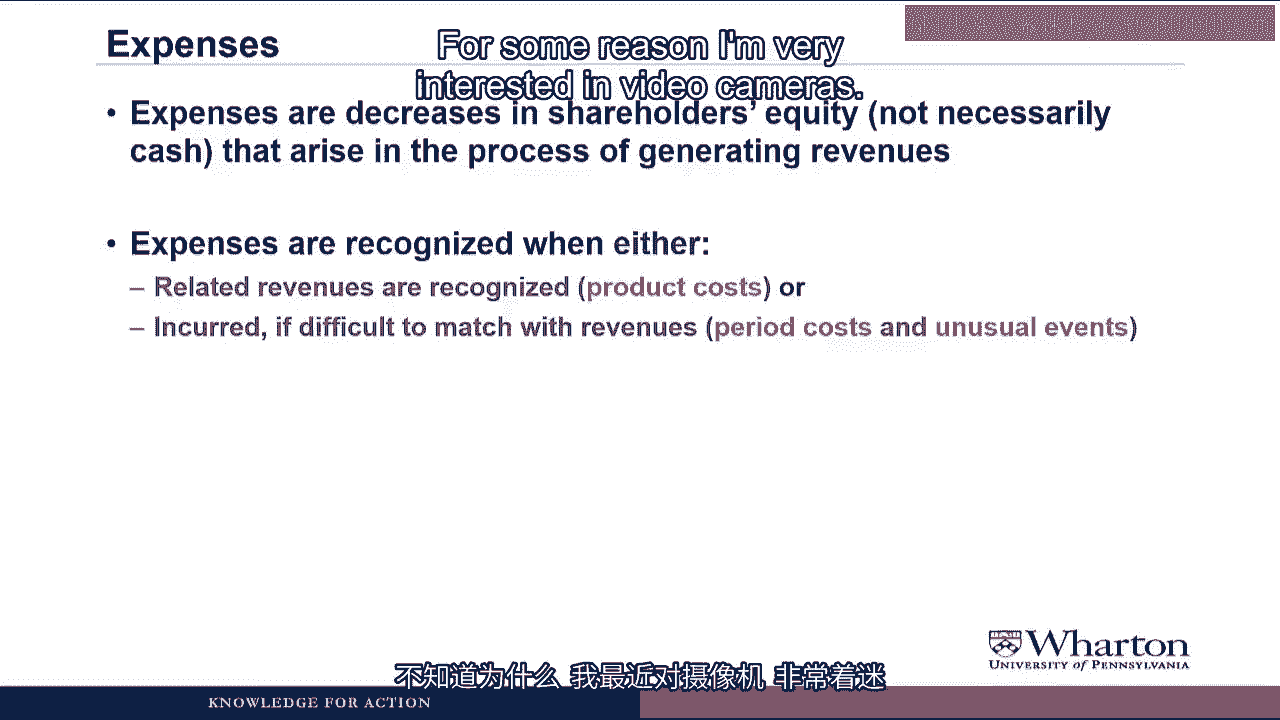 Expenses
For some reason I'm very
interested in video cameras.
• Expenses are decreases in shareholders' equity (not necessarily
cash) that arise in the process of generating revenues
• Expenses are recognized when either:
– Related revenues are recognized (product costs) or
– Incurred, if difficult to match with revenues (period costs and unusual events)
Wharton
UNIVERSITY of PENNSYLVANIA
不知道为什么 我最近对摄像机 非常着迷
KNOWLEDGE FOR ACTION